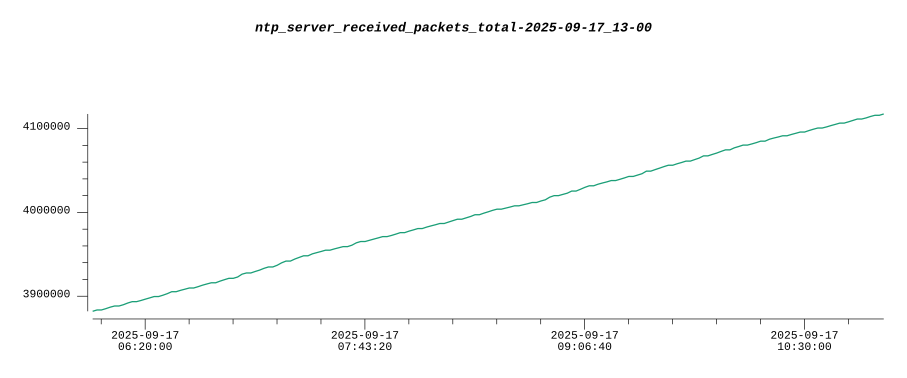 ntp_server_received_packets_total-2025-09-17_13-00
4100000
4000000
3900000
2025-09-17 2025-09-17 2025-09-17 2025-09-17
06:20:00 07:43:20 09:06:40 10:30:00